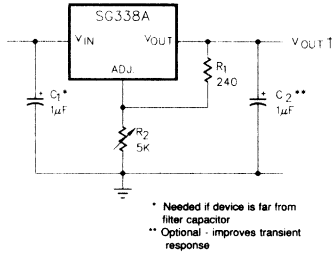 SG338A
VIN
VOUT
VOUT ↑
ADJ.
R1
240
C1*
1μF
C2**
1μF
R2
5K
* Needed if device is far from
filter capacitor
** Optional - improves transient
response